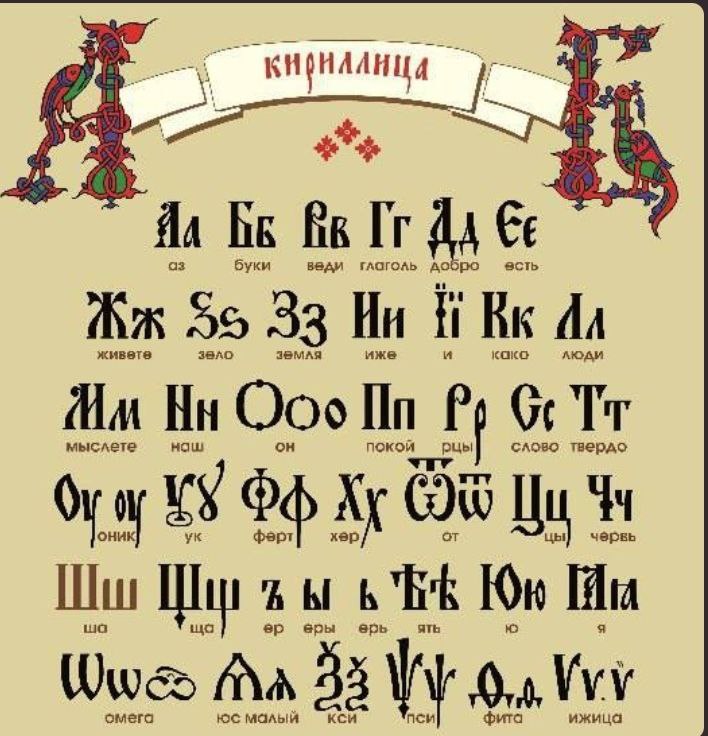 кириллица
Аа Бб Вв Гг Дд Єє
аз буки веди глаголь добро есть
Жж Ѕѕ Зз Ии Її Кк Лл
живете зело земля иже и како люди
Мм Нн Ѻѻо Пп Рр Сс Тт
мыслете наш он покой рцы слово твердо
Оу оу Ꙋꙋ Фф Хх Ѿѿ Цц Чч
оник ук ферт хер от цы червь
Шш Щщ ъ ы ь Ѣѣ Юю Ꙗꙗ
ша ща ер еры ерь ять ю я
Ѡѡѽ Ѧѧ Ѯѯ Ѱѱ Ѳѳ Ѵѵ.ѷ
омега юс малый кси пси фита ижица